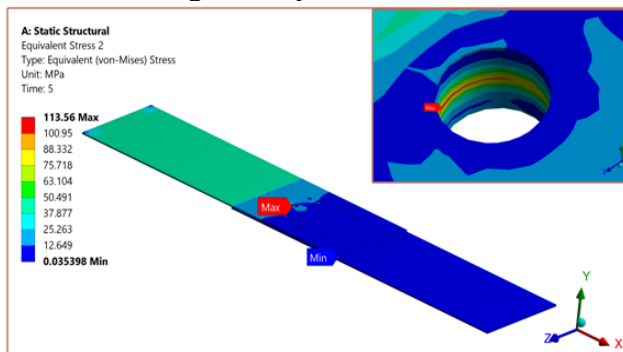 A: Static Structural
Equivalent Stress 2
Type: Equivalent (von-Mises) Stress
Unit: MPa
Time: 5
113.56 Max
100.95
88.332
75.718
63.104
50.491
37.877
25.263
12.649
0.035398 Min
Max
Min
Max
Y
Z
X